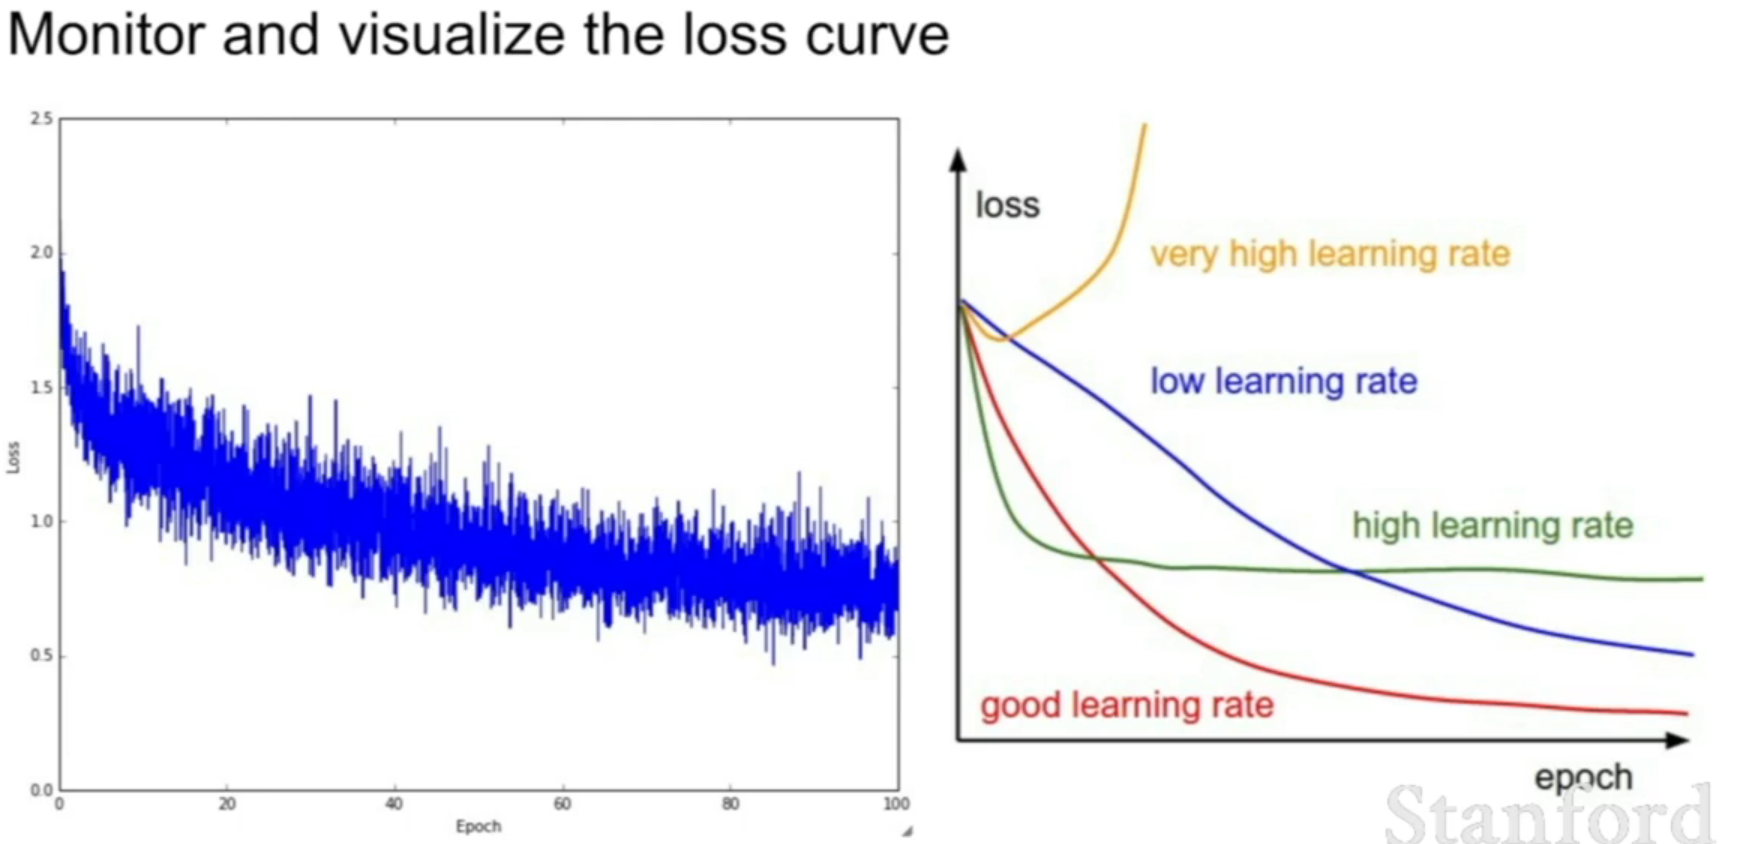 Monitor and visualize the loss curve
2.5
2.0
1.5
1.0
0.5
0.0
Loss
0 20 40 60 80 100
Epoch
loss
very high learning rate
low learning rate
high learning rate
good learning rate
epoch
Stanford